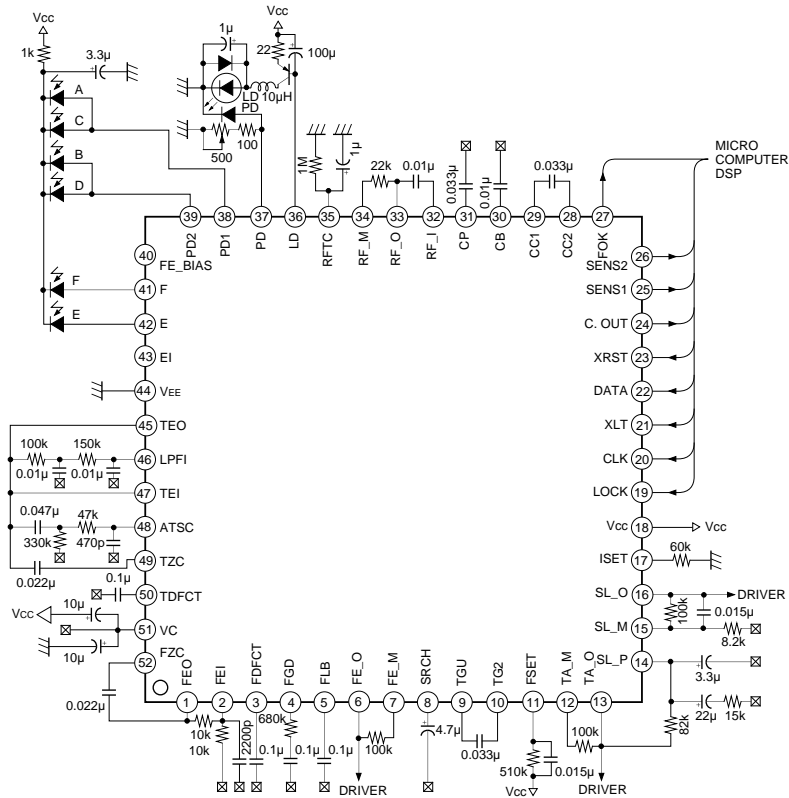 Vcc
1k
3.3µ
A
C
B
D
1µ
Vcc
22
100µ
LD
10µH
PD
500
100
1M
1µ
22k
0.01µ
0.033µ
0.01µ
0.033µ
MICRO
COMPUTER
DSP
39 38 37 36 35 34 33 32 31 30 29 28 27
PD2
PD1
PD
LD
RFTC
RF_M
RF_O
RF_I
CP
CB
CC1
CC2
FOK
40
FE_BIAS
F
41 F
E
42 E
43 EI
44 VEE
45 TEO
100k
150k
0.01µ
0.01µ
46 LPFI
47 TEI
0.047µ
47k
330k
470p
48 ATSC
49 TZC
0.022µ
0.1µ
50 TDFCT
Vcc
10µ
51 VC
10µ
52
FZC
0.022µ
SENS2 26
SENS1 25
C. OUT 24
XRST 23
DATA 22
XLT 21
CLK 20
LOCK 19
Vcc 18 Vcc
ISET 17
60k
SL_O 16
DRIVER
100k
0.015µ
SL_M 15
8.2k
SL_P 14
3.3µ
22µ
15k
82k
FEO
FEI
FDFCT
FGD
FLB
FE_O
FE_M
SRCH
TGU
TG2
FSET
TA_M
TA_O
1 2 3 4 5 6 7 8 9 10 11 12 13
10k
10k
2200p
680k
0.1µ
0.1µ
0.1µ
100k
DRIVER
4.7µ
0.033µ
510k
0.015µ
Vcc
100k
DRIVER